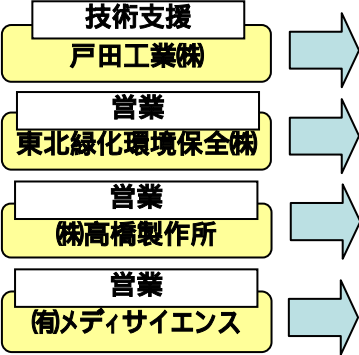 技術支援
戸田工業㈱
営業
東北緑化環境保全㈱
営業
㈱高橋製作所
営業
㈲メディサイエンス